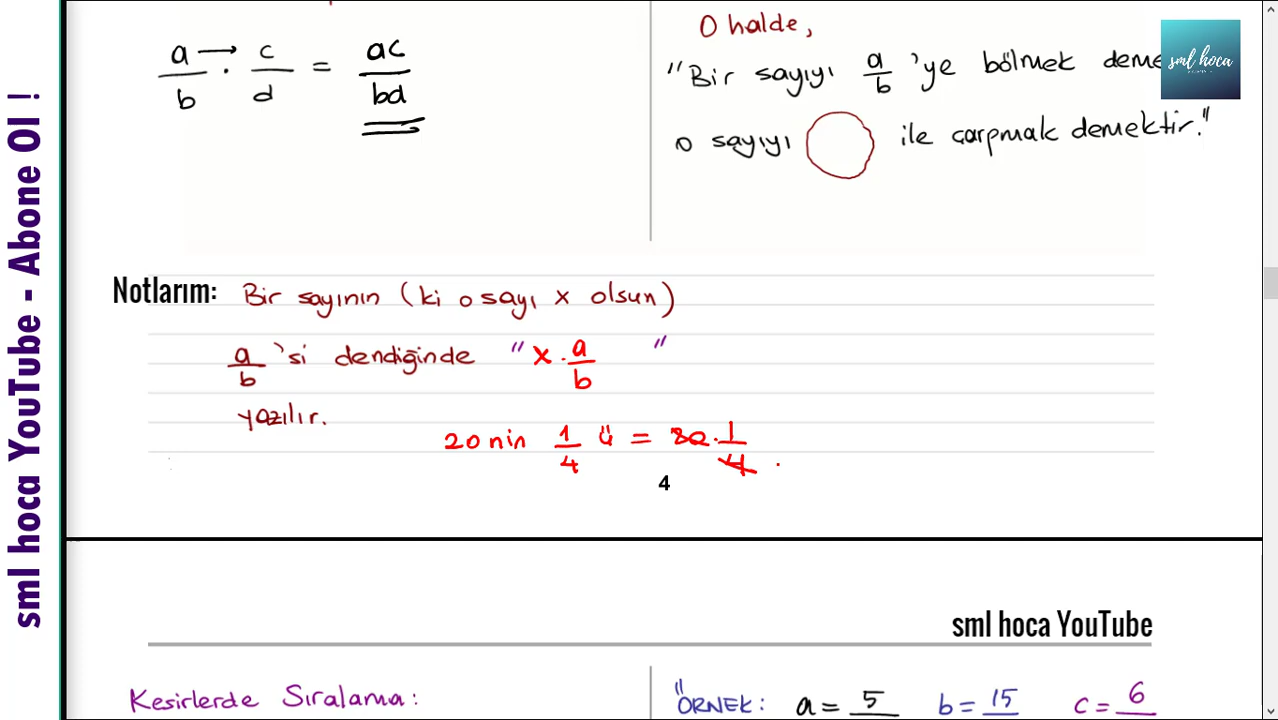 sml hoca YouTube - Abone Ol !
a/b · c/d = ac/bd
O halde,
"Bir sayıyı a/b 'ye bölmek deme
o sayıyı ile çarpmak demektir."
sml hoca
Notlarım: Bir sayının (ki o sayı x olsun)
a/b 'si dendiğinde "x · a/b"
yazılır.
20 nin 1/4 ü = 20 · 1/4
4
sml hoca YouTube
Kesirlerde Sıralama:
ÖRNEK: a = 5 b = 15 c = 6